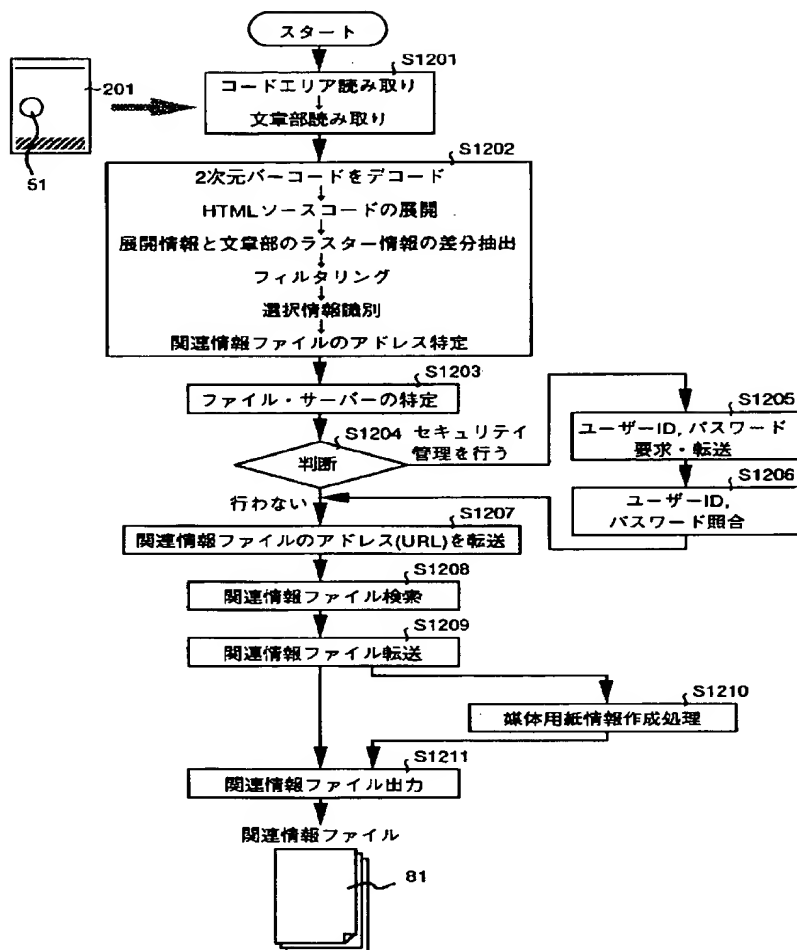 スタート
S1201
201
コードエリア読み取り
文章部読み取り
51
S1202
2次元バーコードをデコード
HTMLソースコードの展開
展開情報と文章部のラスター情報の差分抽出
フィルタリング
選択情報識別
関連情報ファイルのアドレス特定
S1203
ファイル・サーバーの特定
S1204
セキュリテイ
管理を行う
判断
行わない
S1205
ユーザーID, パスワード
要求・転送
S1206
ユーザーID,
パスワード照合
S1207
関連情報ファイルのアドレス(URL)を転送
S1208
関連情報ファイル検索
S1209
関連情報ファイル転送
S1210
媒体用紙情報作成処理
S1211
関連情報ファイル出力
関連情報ファイル
81